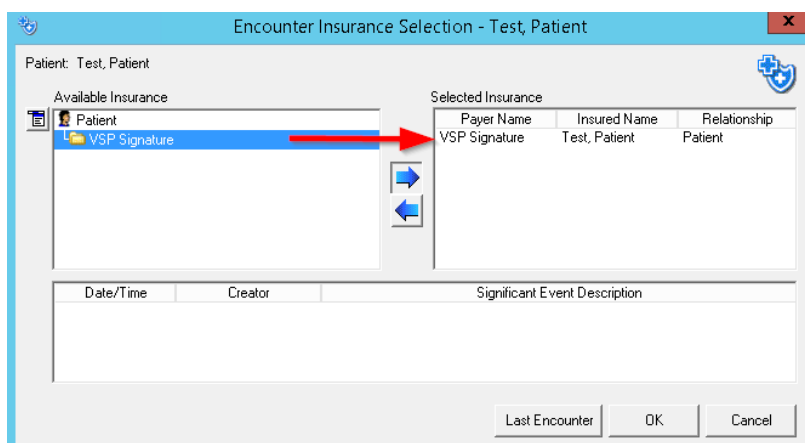 Encounter Insurance Selection - Test, Patient
x
Patient: Test, Patient
Available Insurance
Selected Insurance
Patient
VSP Signature
Payer Name Insured Name Relationship
VSP Signature Test, Patient Patient
Date/Time Creator Significant Event Description
Last Encounter OK Cancel